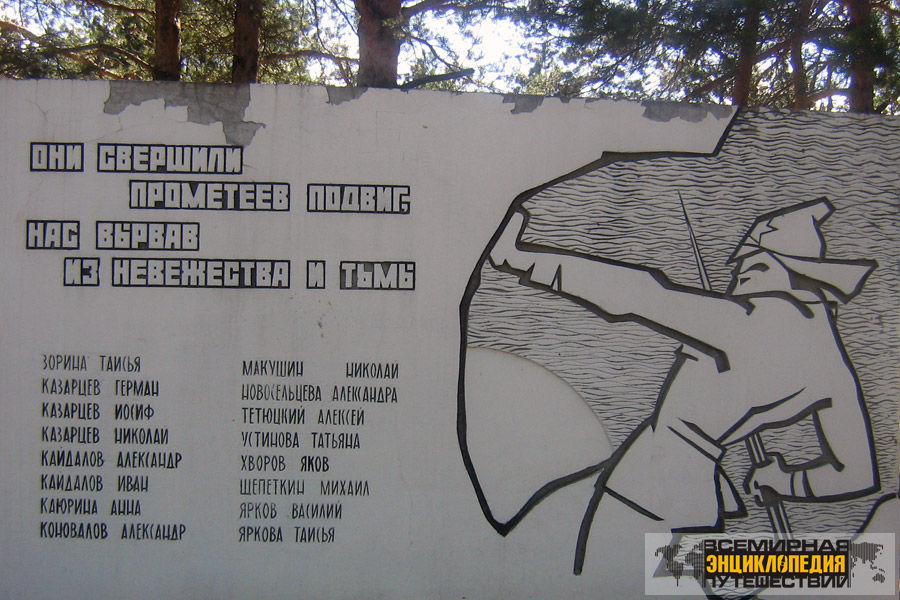 ОНИ СВЕРШИЛИ
ПРОМЕТЕЕВ ПОДВИГ,
НАС ВЫРВАВ
ИЗ НЕВЕЖЕСТВА И ТЬМЫ
ЗОРИНА ТАИСЬЯ
КАЗАРЦЕВ ГЕРМАН
КАЗАРЦЕВ ИОСИФ
КАЗАРЦЕВ НИКОЛАЙ
КАЙДАЛОВ АЛЕКСАНДР
КАЙДАЛОВ ИВАН
КАЮРИНА АННА
КОНОВАЛОВ АЛЕКСАНДР
МАКУШИН НИКОЛАЙ
НОВОСЕЛЬЦЕВА АЛЕКСАНДРА
ТЕТЮЦКИЙ АЛЕКСЕЙ
УСТИНОВА ТАТЬЯНА
ХВОРОВ ЯКОВ
ЩЕПЕТКИН МИХАИЛ
ЯРКОВ ВАСИЛИЙ
ЯРКОВА ТАИСЬЯ
ВСЕМИРНАЯ
ЭНЦИКЛОПЕДИЯ
ПУТЕШЕСТВИЙ